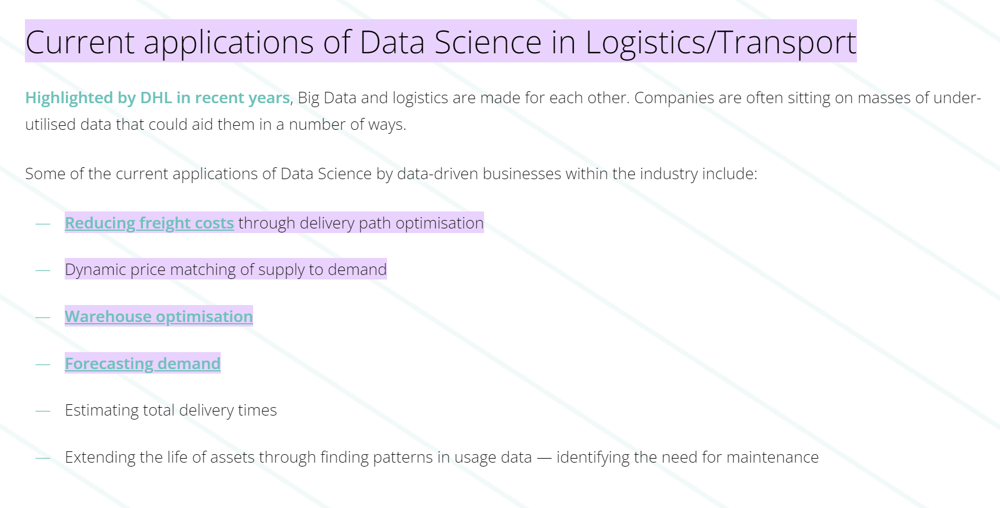 Current applications of Data Science in Logistics/Transport
Highlighted by DHL in recent years, Big Data and logistics are made for each other. Companies are often sitting on masses of under-
utilised data that could aid them in a number of ways.
Some of the current applications of Data Science by data-driven businesses within the industry include:
— Reducing freight costs through delivery path optimisation
— Dynamic price matching of supply to demand
— Warehouse optimisation
— Forecasting demand
— Estimating total delivery times
— Extending the life of assets through finding patterns in usage data — identifying the need for maintenance